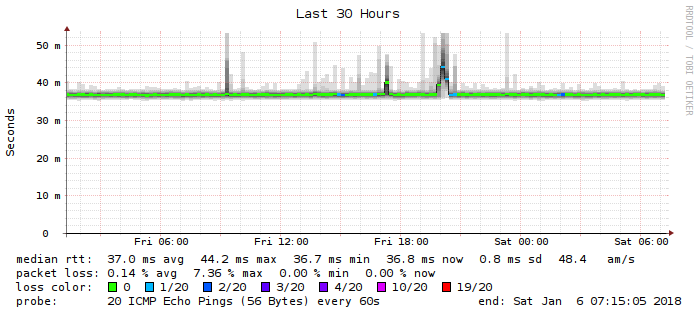 Last 30 Hours
RRDTOOL / TOBI OETIKER
Seconds
50 m
40 m
30 m
20 m
10 m
0
Fri 06:00 Fri 12:00 Fri 18:00 Sat 00:00 Sat 06:00
median rtt: 37.0 ms avg 44.2 ms max 36.7 ms min 36.8 ms now 0.8 ms sd 48.4 am/s
packet loss: 0.14 % avg 7.36 % max 0.00 % min 0.00 % now
loss color: 0 1/20 2/20 3/20 4/20 10/20 19/20
probe: 20 ICMP Echo Pings (56 Bytes) every 60s end: Sat Jan 6 07:15:05 2018